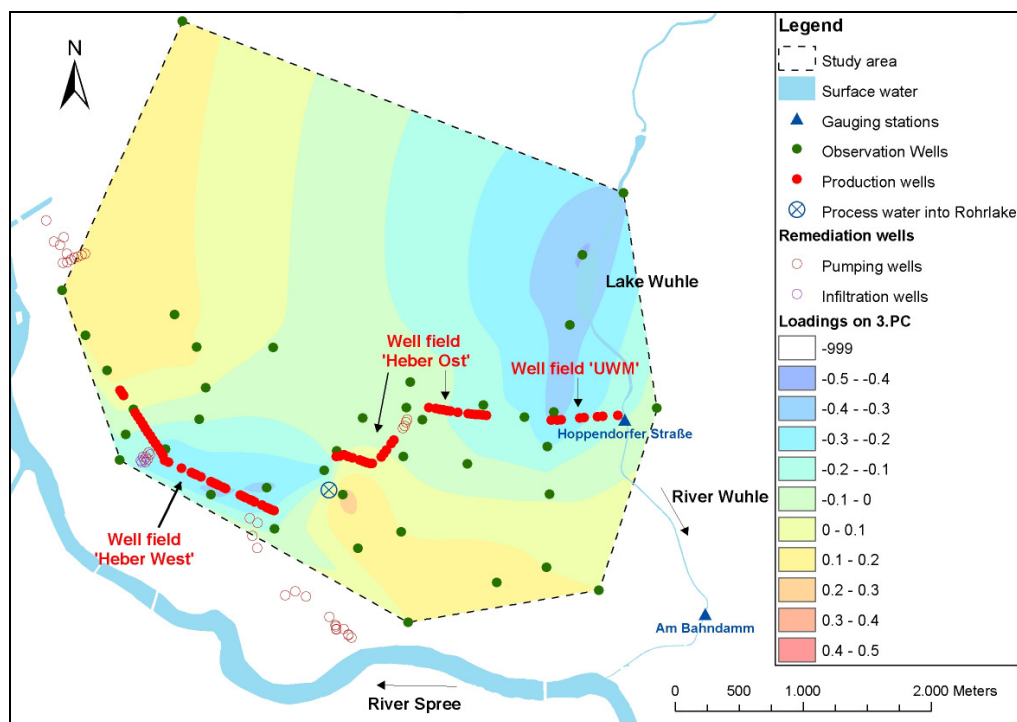 N
Lake Wuhle
Well field
'Heber Ost'
Well field 'UWM'
Hoppendorfer Straße
River Wuhle
Well field
'Heber West'
Am Bahndamm
River Spree
0 500 1.000 2.000 Meters
Legend
Study area
Surface water
Gauging stations
Observation Wells
Production wells
Process water into Rohrlake
Remediation wells
Pumping wells
Infiltration wells
Loadings on 3.PC
-999
-0.5 - -0.4
-0.4 - -0.3
-0.3 - -0.2
-0.2 - -0.1
-0.1 - 0
0 - 0.1
0.1 - 0.2
0.2 - 0.3
0.3 - 0.4
0.4 - 0.5